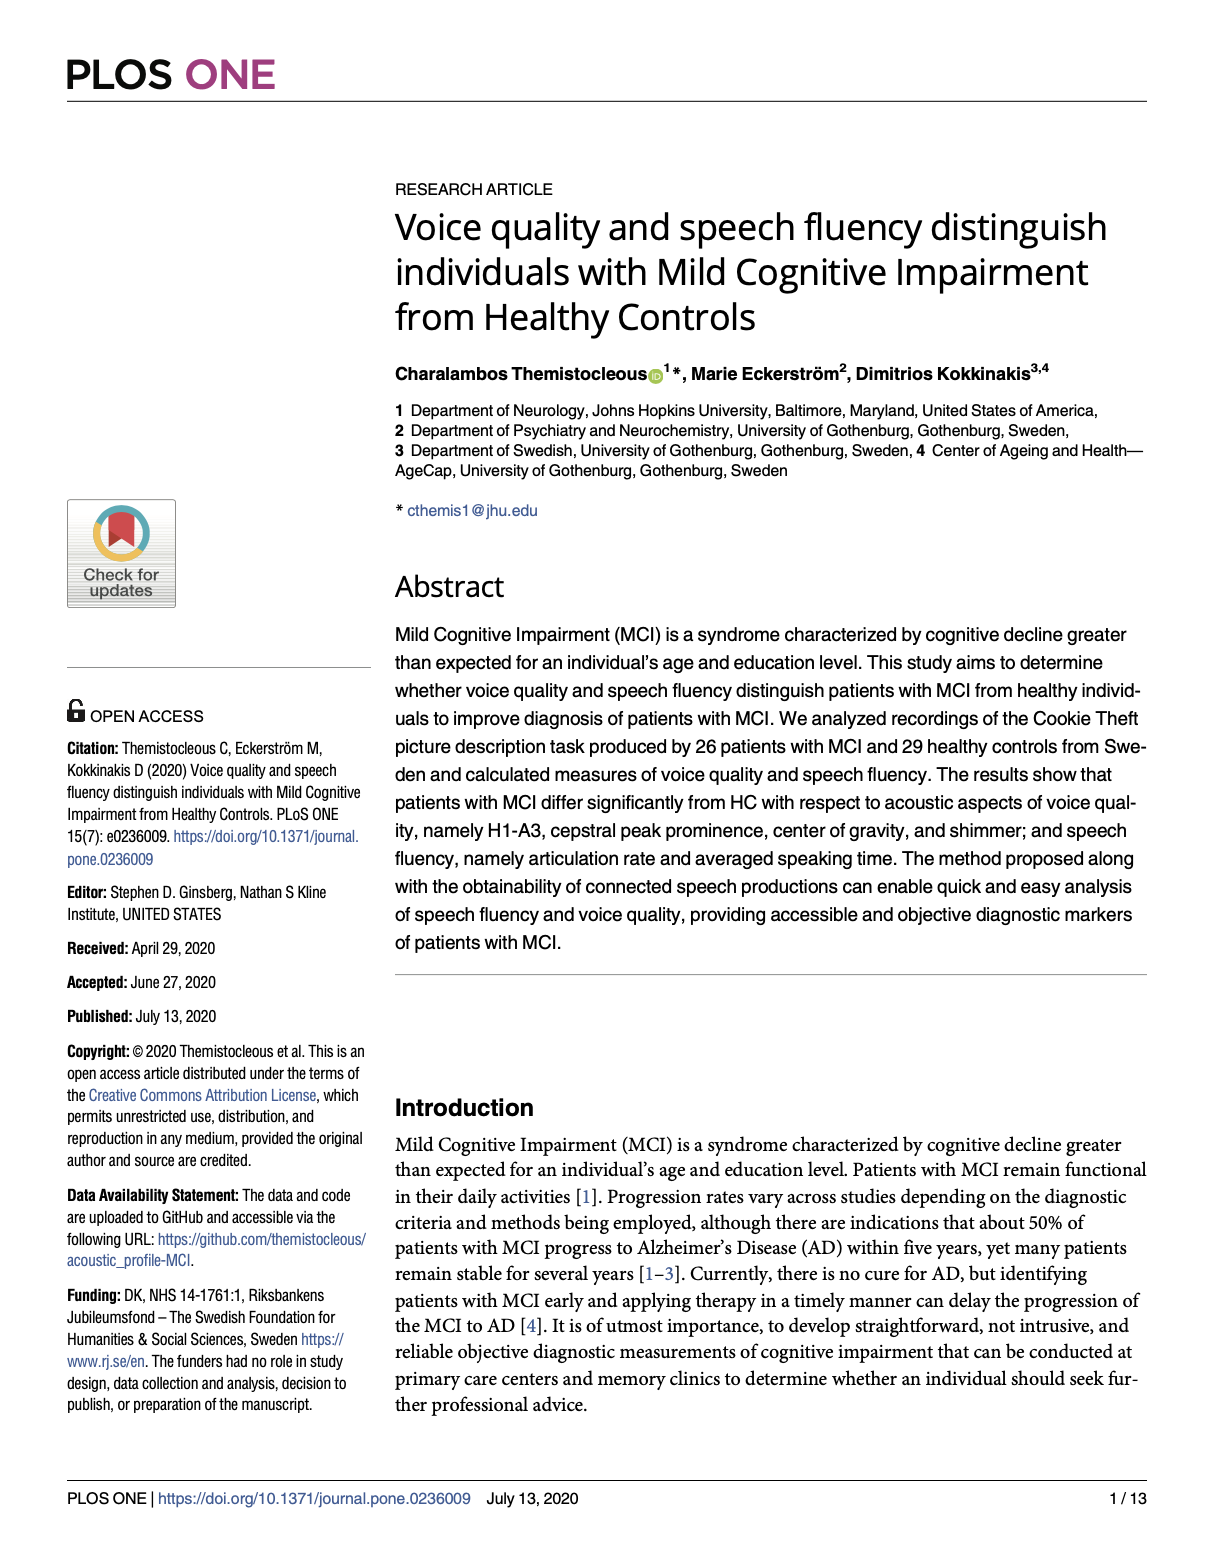 PLOS ONE
RESEARCH ARTICLE
Voice quality and speech fluency distinguish
individuals with Mild Cognitive Impairment
from Healthy Controls
Charalambos Themistocleous iD 1*, Marie Eckerström2, Dimitrios Kokkinakis3,4
1 Department of Neurology, Johns Hopkins University, Baltimore, Maryland, United States of America,
2 Department of Psychiatry and Neurochemistry, University of Gothenburg, Gothenburg, Sweden,
3 Department of Swedish, University of Gothenburg, Gothenburg, Sweden, 4 Center of Ageing and Health—
AgeCap, University of Gothenburg, Gothenburg, Sweden
* cthemis1@jhu.edu
Abstract
Mild Cognitive Impairment (MCI) is a syndrome characterized by cognitive decline greater
than expected for an individual's age and education level. This study aims to determine
whether voice quality and speech fluency distinguish patients with MCI from healthy individ-
uals to improve diagnosis of patients with MCI. We analyzed recordings of the Cookie Theft
picture description task produced by 26 patients with MCI and 29 healthy controls from Swe-
den and calculated measures of voice quality and speech fluency. The results show that
patients with MCI differ significantly from HC with respect to acoustic aspects of voice qual-
ity, namely H1-A3, cepstral peak prominence, center of gravity, and shimmer; and speech
fluency, namely articulation rate and averaged speaking time. The method proposed along
with the obtainability of connected speech productions can enable quick and easy analysis
of speech fluency and voice quality, providing accessible and objective diagnostic markers
of patients with MCI.
Check for
updates
OPEN ACCESS
Citation: Themistocleous C, Eckerström M,
Kokkinakis D (2020) Voice quality and speech
fluency distinguish individuals with Mild Cognitive
Impairment from Healthy Controls. PLoS ONE
15(7): e0236009. https://doi.org/10.1371/journal.
pone.0236009
Editor: Stephen D. Ginsberg, Nathan S Kline
Institute, UNITED STATES
Received: April 29, 2020
Accepted: June 27, 2020
Published: July 13, 2020
Copyright: © 2020 Themistocleous et al. This is an
open access article distributed under the terms of
the Creative Commons Attribution License, which
permits unrestricted use, distribution, and
reproduction in any medium, provided the original
author and source are credited.
Data Availability Statement: The data and code
are uploaded to GitHub and accessible via the
following URL: https://github.com/themistocleous/
acoustic_profile-MCI.
Funding: DK, NHS 14-1761:1, Riksbankens
Jubileumsfond – The Swedish Foundation for
Humanities & Social Sciences, Sweden https://
www.rj.se/en. The funders had no role in study
design, data collection and analysis, decision to
publish, or preparation of the manuscript.
Introduction
Mild Cognitive Impairment (MCI) is a syndrome characterized by cognitive decline greater
than expected for an individual's age and education level. Patients with MCI remain functional
in their daily activities [1]. Progression rates vary across studies depending on the diagnostic
criteria and methods being employed, although there are indications that about 50% of
patients with MCI progress to Alzheimer's Disease (AD) within five years, yet many patients
remain stable for several years [1–3]. Currently, there is no cure for AD, but identifying
patients with MCI early and applying therapy in a timely manner can delay the progression of
the MCI to AD [4]. It is of utmost importance, to develop straightforward, not intrusive, and
reliable objective diagnostic measurements of cognitive impairment that can be conducted at
primary care centers and memory clinics to determine whether an individual should seek fur-
ther professional advice.
PLOS ONE | https://doi.org/10.1371/journal.pone.0236009 July 13, 2020
1 / 13